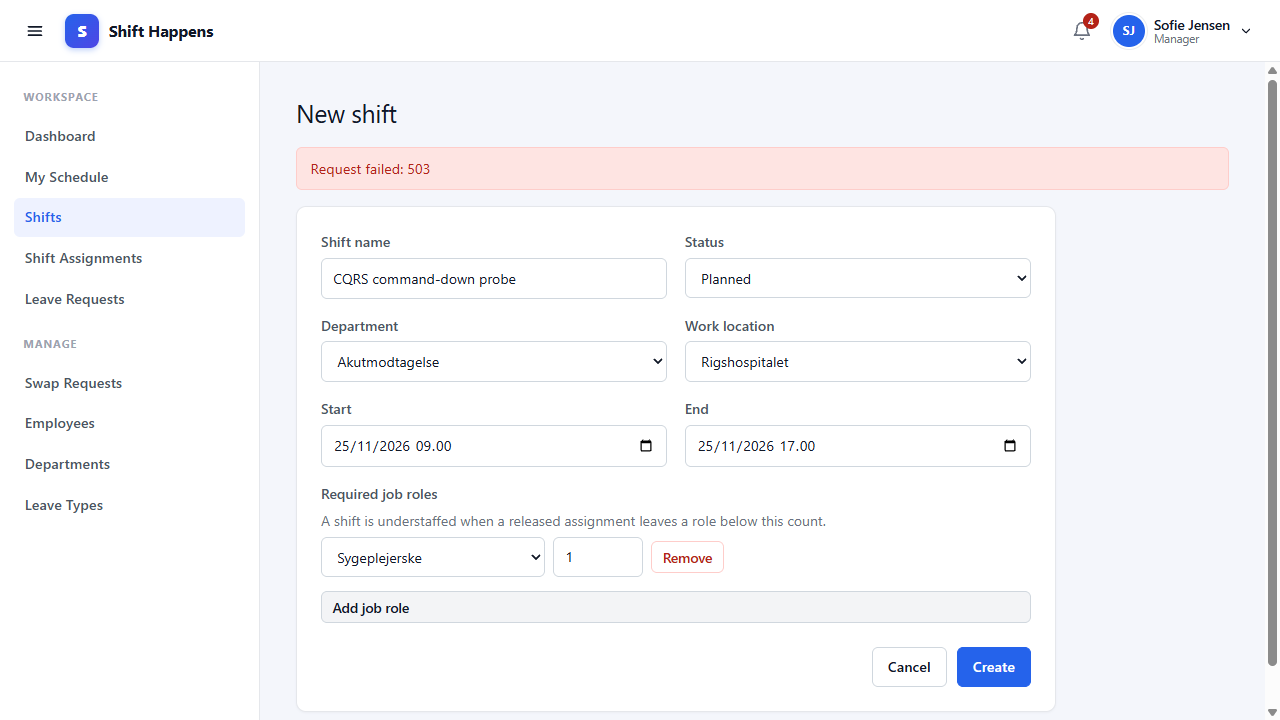 S
Shift Happens
4
SJ
Sofie Jensen
Manager
WORKSPACE
Dashboard
My Schedule
Shifts
Shift Assignments
Leave Requests
MANAGE
Swap Requests
Employees
Departments
Leave Types
New shift
Request failed: 503
Shift name
Status
CQRS command-down probe
Planned
Department
Work location
Akutmodtagelse
Rigshospitalet
Start
End
25/11/2026 09.00
25/11/2026 17.00
Required job roles
A shift is understaffed when a released assignment leaves a role below this count.
Sygeplejerske
1
Remove
Add job role
Cancel
Create